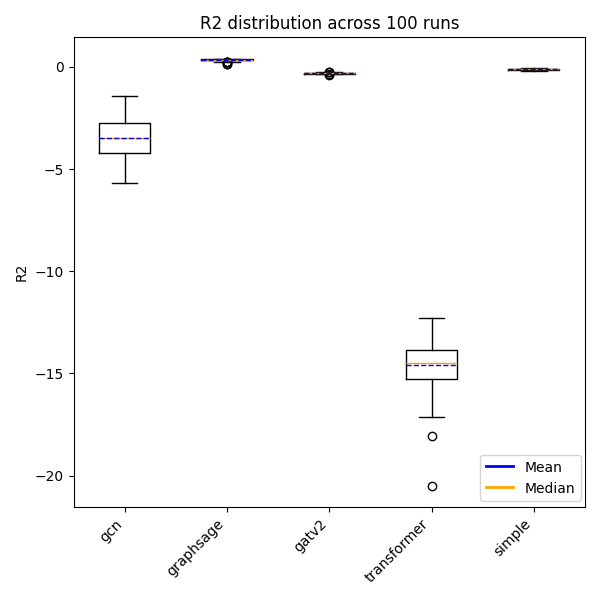 R2 distribution across 100 runs
0
−5
−10
−15
−20
R2
gcn
graphsage
gatv2
transformer
simple
Mean
Median